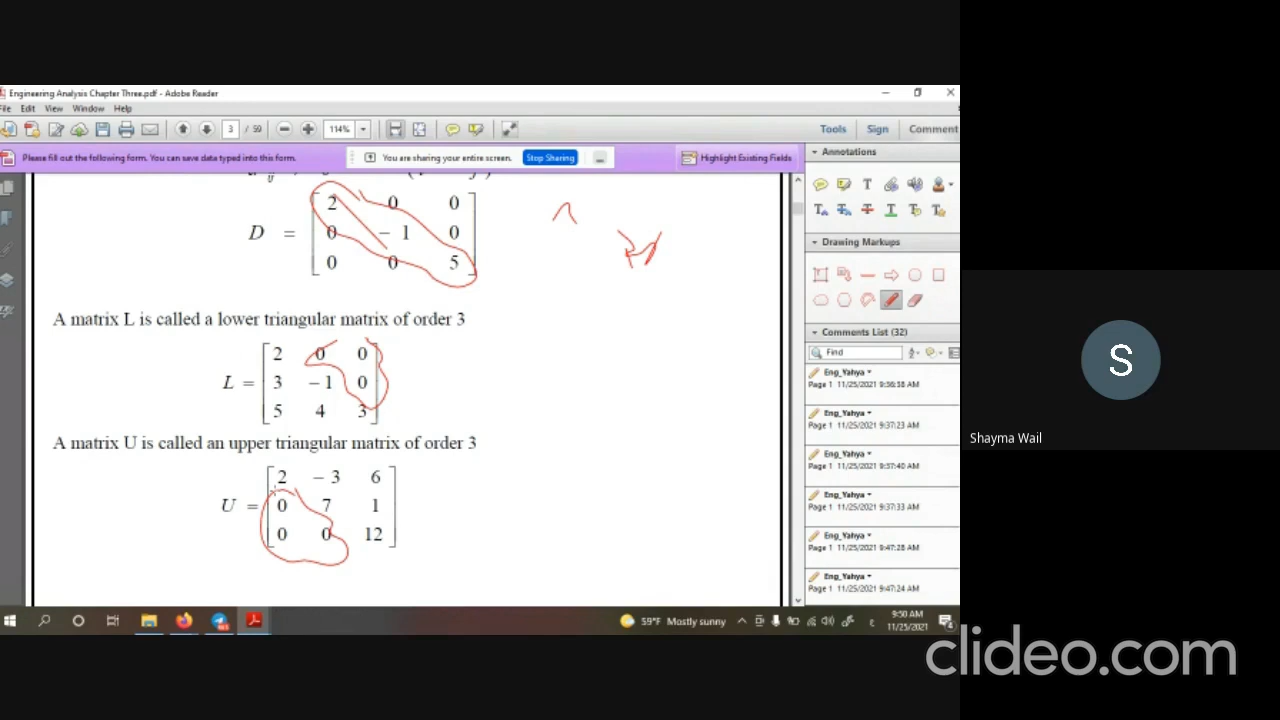 Engineering Analysis Chapter Three.pdf - Adobe Reader
File Edit View Window Help
3 / 59 114% Tools Sign Comment
Please fill out the following form. You can save data typed into this form.
You are sharing your entire screen. Stop Sharing
Highlight Existing Fields
D = [ 2 0 0
0 - 1 0
0 0 5 ]
A matrix L is called a lower triangular matrix of order 3
L = [ 2 0 0
3 - 1 0
5 4 3 ]
A matrix U is called an upper triangular matrix of order 3
U = [ 2 - 3 6
0 7 1
0 0 12 ]
Annotations
Drawing Markups
Comments List (32)
Find
Eng_Yahya
Page 1 11/25/2021 9:36:38 AM
Eng_Yahya
Page 1 11/25/2021 9:37:23 AM
Eng_Yahya
Page 1 11/25/2021 9:37:40 AM
Eng_Yahya
Page 1 11/25/2021 9:37:33 AM
Eng_Yahya
Page 1 11/25/2021 9:47:28 AM
Eng_Yahya
Page 1 11/25/2021 9:47:24 AM
59°F Mostly sunny
9:50 AM
11/25/2021
S
Shayma Wail
clideo.com